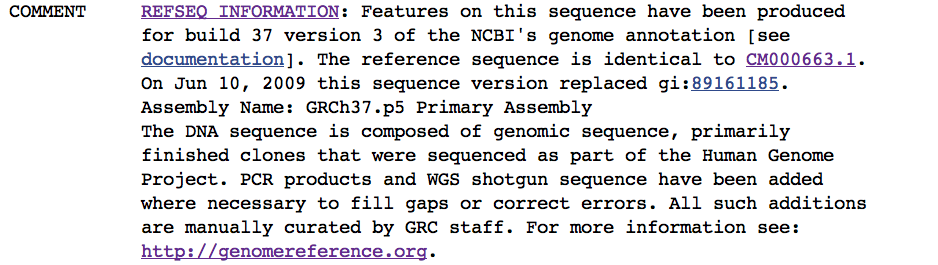 COMMENT REFSEQ INFORMATION: Features on this sequence have been produced
for build 37 version 3 of the NCBI's genome annotation [see
documentation]. The reference sequence is identical to CM000663.1.
On Jun 10, 2009 this sequence version replaced gi:89161185.
Assembly Name: GRCh37.p5 Primary Assembly
The DNA sequence is composed of genomic sequence, primarily
finished clones that were sequenced as part of the Human Genome
Project. PCR products and WGS shotgun sequence have been added
where necessary to fill gaps or correct errors. All such additions
are manually curated by GRC staff. For more information see:
http://genomereference.org.